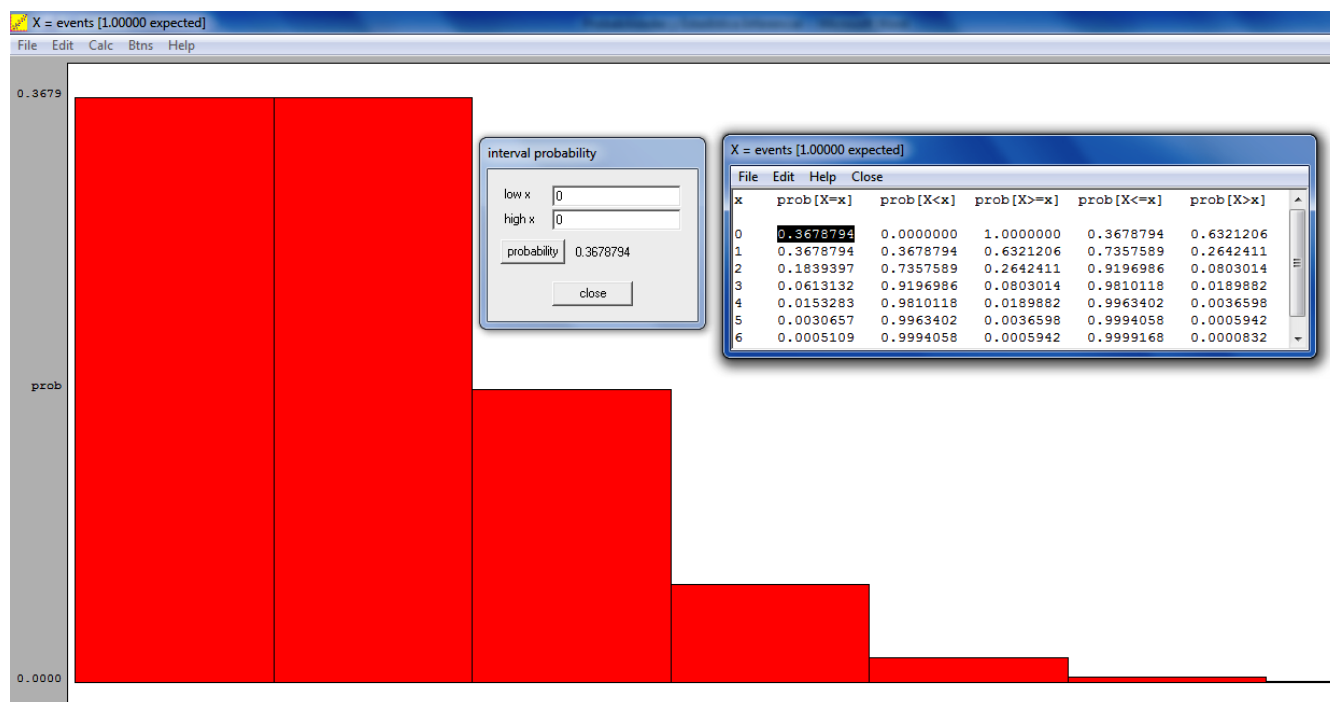 X = events [1.00000 expected]
File Edit Calc Btns Help
0.3679
prob
0.0000
interval probability
low x 0
high x 0
probability 0.3678794
close
X = events [1.00000 expected]
File Edit Help Close
x prob[X=x] prob[X<x] prob[X>=x] prob[X<=x] prob[X>x]
0 0.3678794 0.0000000 1.0000000 0.3678794 0.6321206
1 0.3678794 0.3678794 0.6321206 0.7357589 0.2642411
2 0.1839397 0.7357589 0.2642411 0.9196986 0.0803014
3 0.0613132 0.9196986 0.0803014 0.9810118 0.0189882
4 0.0153283 0.9810118 0.0189882 0.9963402 0.0036598
5 0.0030657 0.9963402 0.0036598 0.9994058 0.0005942
6 0.0005109 0.9994058 0.0005942 0.9999168 0.0000832